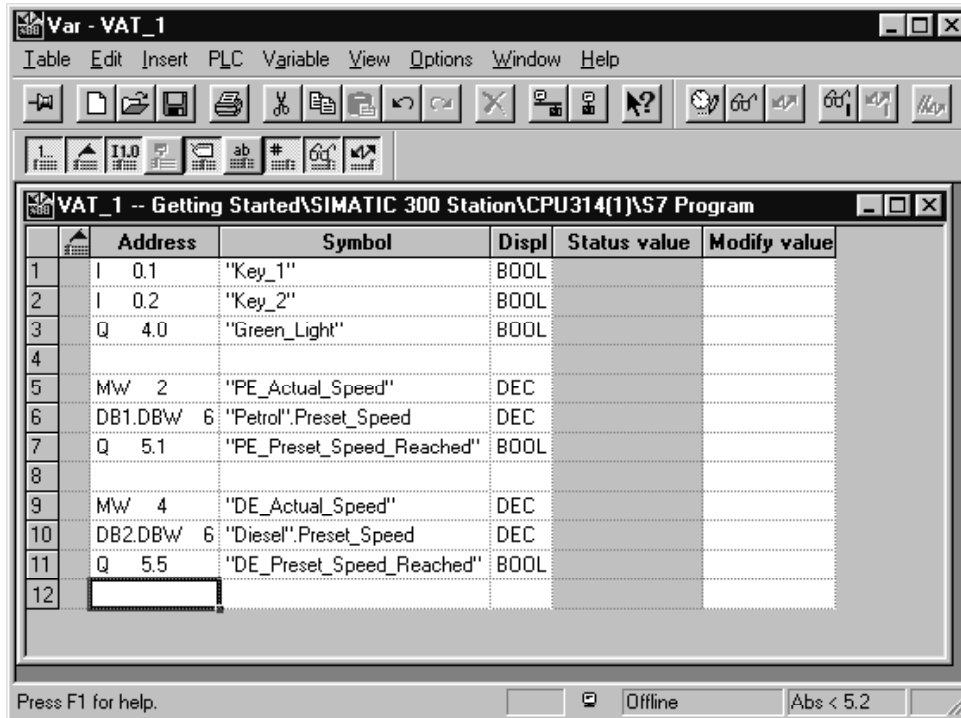 Var - VAT_1
Table Edit Insert PLC Variable View Options Window Help
VAT_1 -- Getting Started\SIMATIC 300 Station\CPU314(1)\S7 Program
Address Symbol Displ Status value Modify value
1 I 0.1 "Key_1" BOOL
2 I 0.2 "Key_2" BOOL
3 Q 4.0 "Green_Light" BOOL
4
5 MW 2 "PE_Actual_Speed" DEC
6 DB1.DBW 6 "Petrol".Preset_Speed DEC
7 Q 5.1 "PE_Preset_Speed_Reached" BOOL
8
9 MW 4 "DE_Actual_Speed" DEC
10 DB2.DBW 6 "Diesel".Preset_Speed DEC
11 Q 5.5 "DE_Preset_Speed_Reached" BOOL
12
Press F1 for help. Offline Abs < 5.2